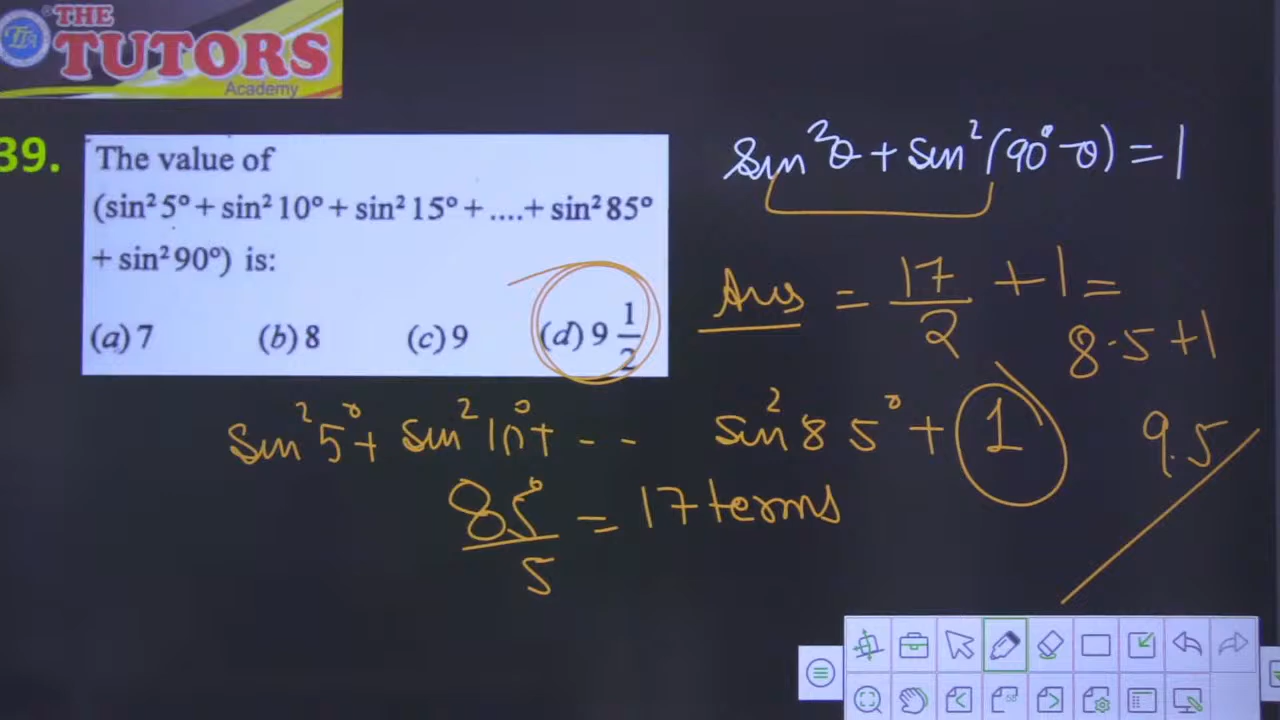 THE
TUTORS
Academy
39.
The value of
(sin² 5° + sin² 10° + sin² 15° + .... + sin² 85°
+ sin² 90°) is:
(a) 7 (b) 8 (c) 9 (d) 9 1/2
sin²θ + sin²(90° - θ) = 1
Ans = 17/2 + 1 =
8.5 + 1
9.5
sin²5° + sin²10° + - - sin²85° + 1
85°/5 = 17 terms